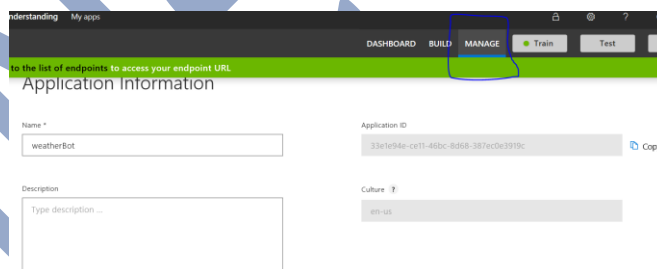 nderstanding My apps ?
DASHBOARD BUILD MANAGE Train Test
to the list of endpoints to access your endpoint URL
Application Information
Name * Application ID
weatherBot 33e1e94e-ce11-46bc-8d68-387ec0e3919c Cop
Description Culture ?
Type description ... en-us